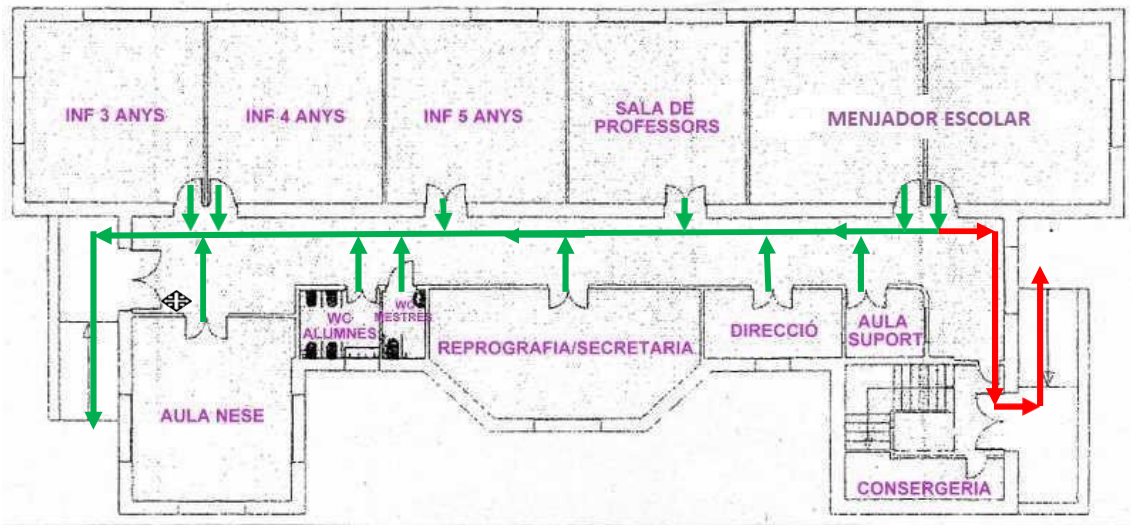 INF 3 ANYS
INF 4 ANYS
INF 5 ANYS
SALA DE
PROFESSORS
MENJADOR ESCOLAR
WC
ALUMNES
WC
MESTRES
REPROGRAFIA/SECRETARIA
DIRECCIÓ
AULA
SUPORT
AULA NESE
CONSERGERIA